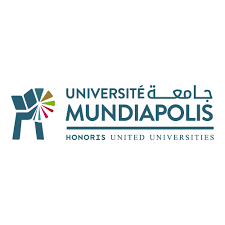 UNIVERSITÉ جامعة
MUNDIAPOLIS
HONORIS UNITED UNIVERSITIES